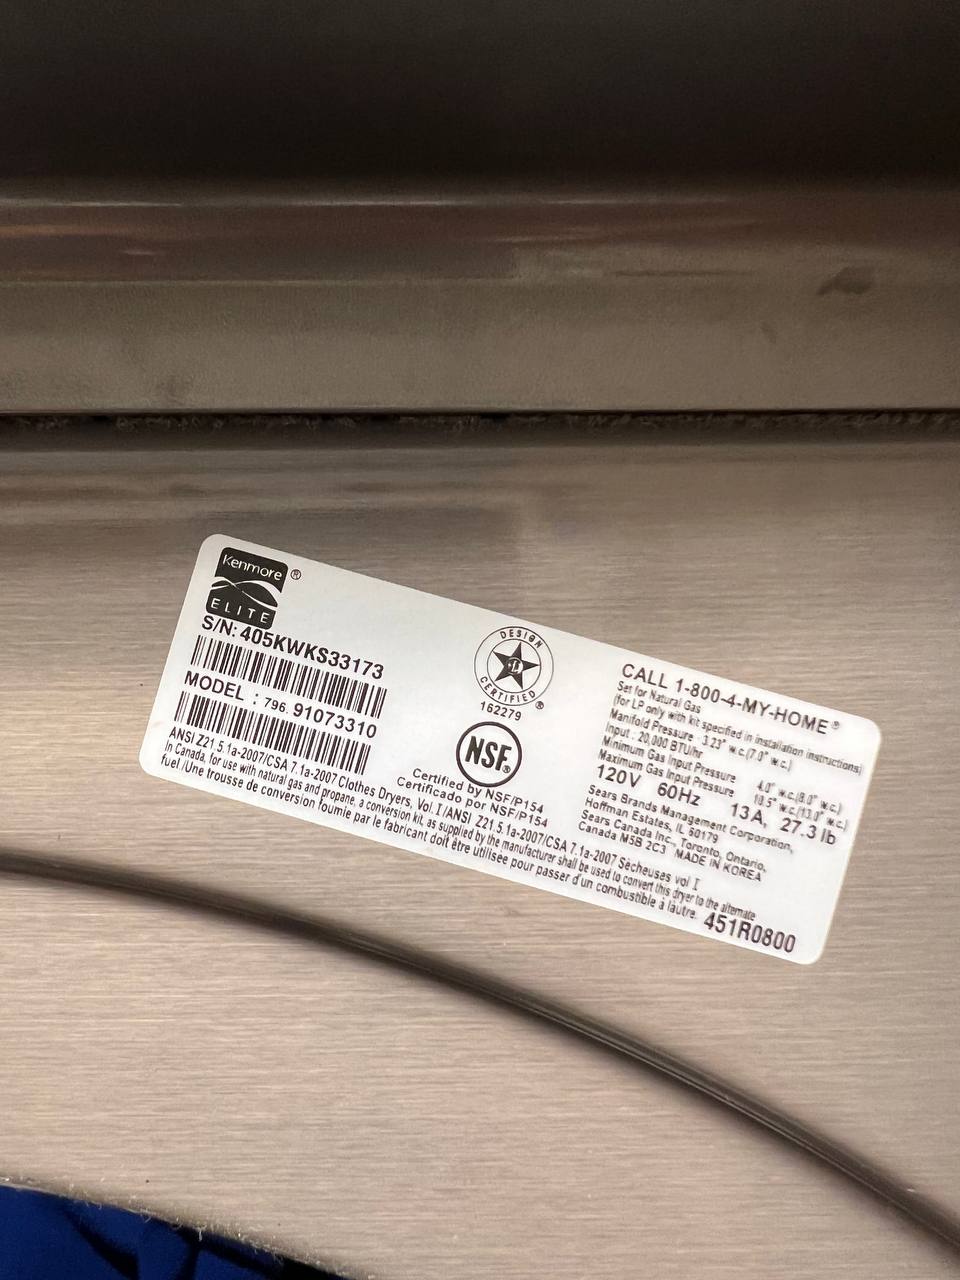 Kenmore ®
ELITE
S/N: 405KWKS33173
MODEL : 796. 91073310
DESIGN
CERTIFIED ®
162279
NSF®
Certified by NSF/P154
Certificado por NSF/P154
CALL 1-800-4-MY-HOME®
Set for Natural Gas
(for LP only with kit specified in installation instructions)
Manifold Pressure : 3.23" w.c.(7.0" w.c.)
Input : 20,000 BTU/hr
Minimum Gas Input Pressure 4.0" w.c.(8.0" w.c.)
Maximum Gas Input Pressure 10.5" w.c.(13.0" w.c.)
120V 60Hz 13A, 27.3 lb
Sears Brands Management Corporation,
Hoffman Estates, IL 60179
Sears Canada Inc., Toronto, Ontario,
Canada M5B 2C3 MADE IN KOREA
ANSI Z21.5.1a-2007/CSA 7.1a-2007 Clothes Dryers, Vol. I /ANSI Z21.5.1a-2007/CSA 7.1a-2007 Sécheuses vol I
In Canada, for use with natural gas and propane, a conversion kit, as supplied by the manufacturer shall be used to convert this dryer to the alternate
fuel./Une trousse de conversion fournie par le fabricant doit être utilisée pour passer d'un combustible à lautre.
451R0800